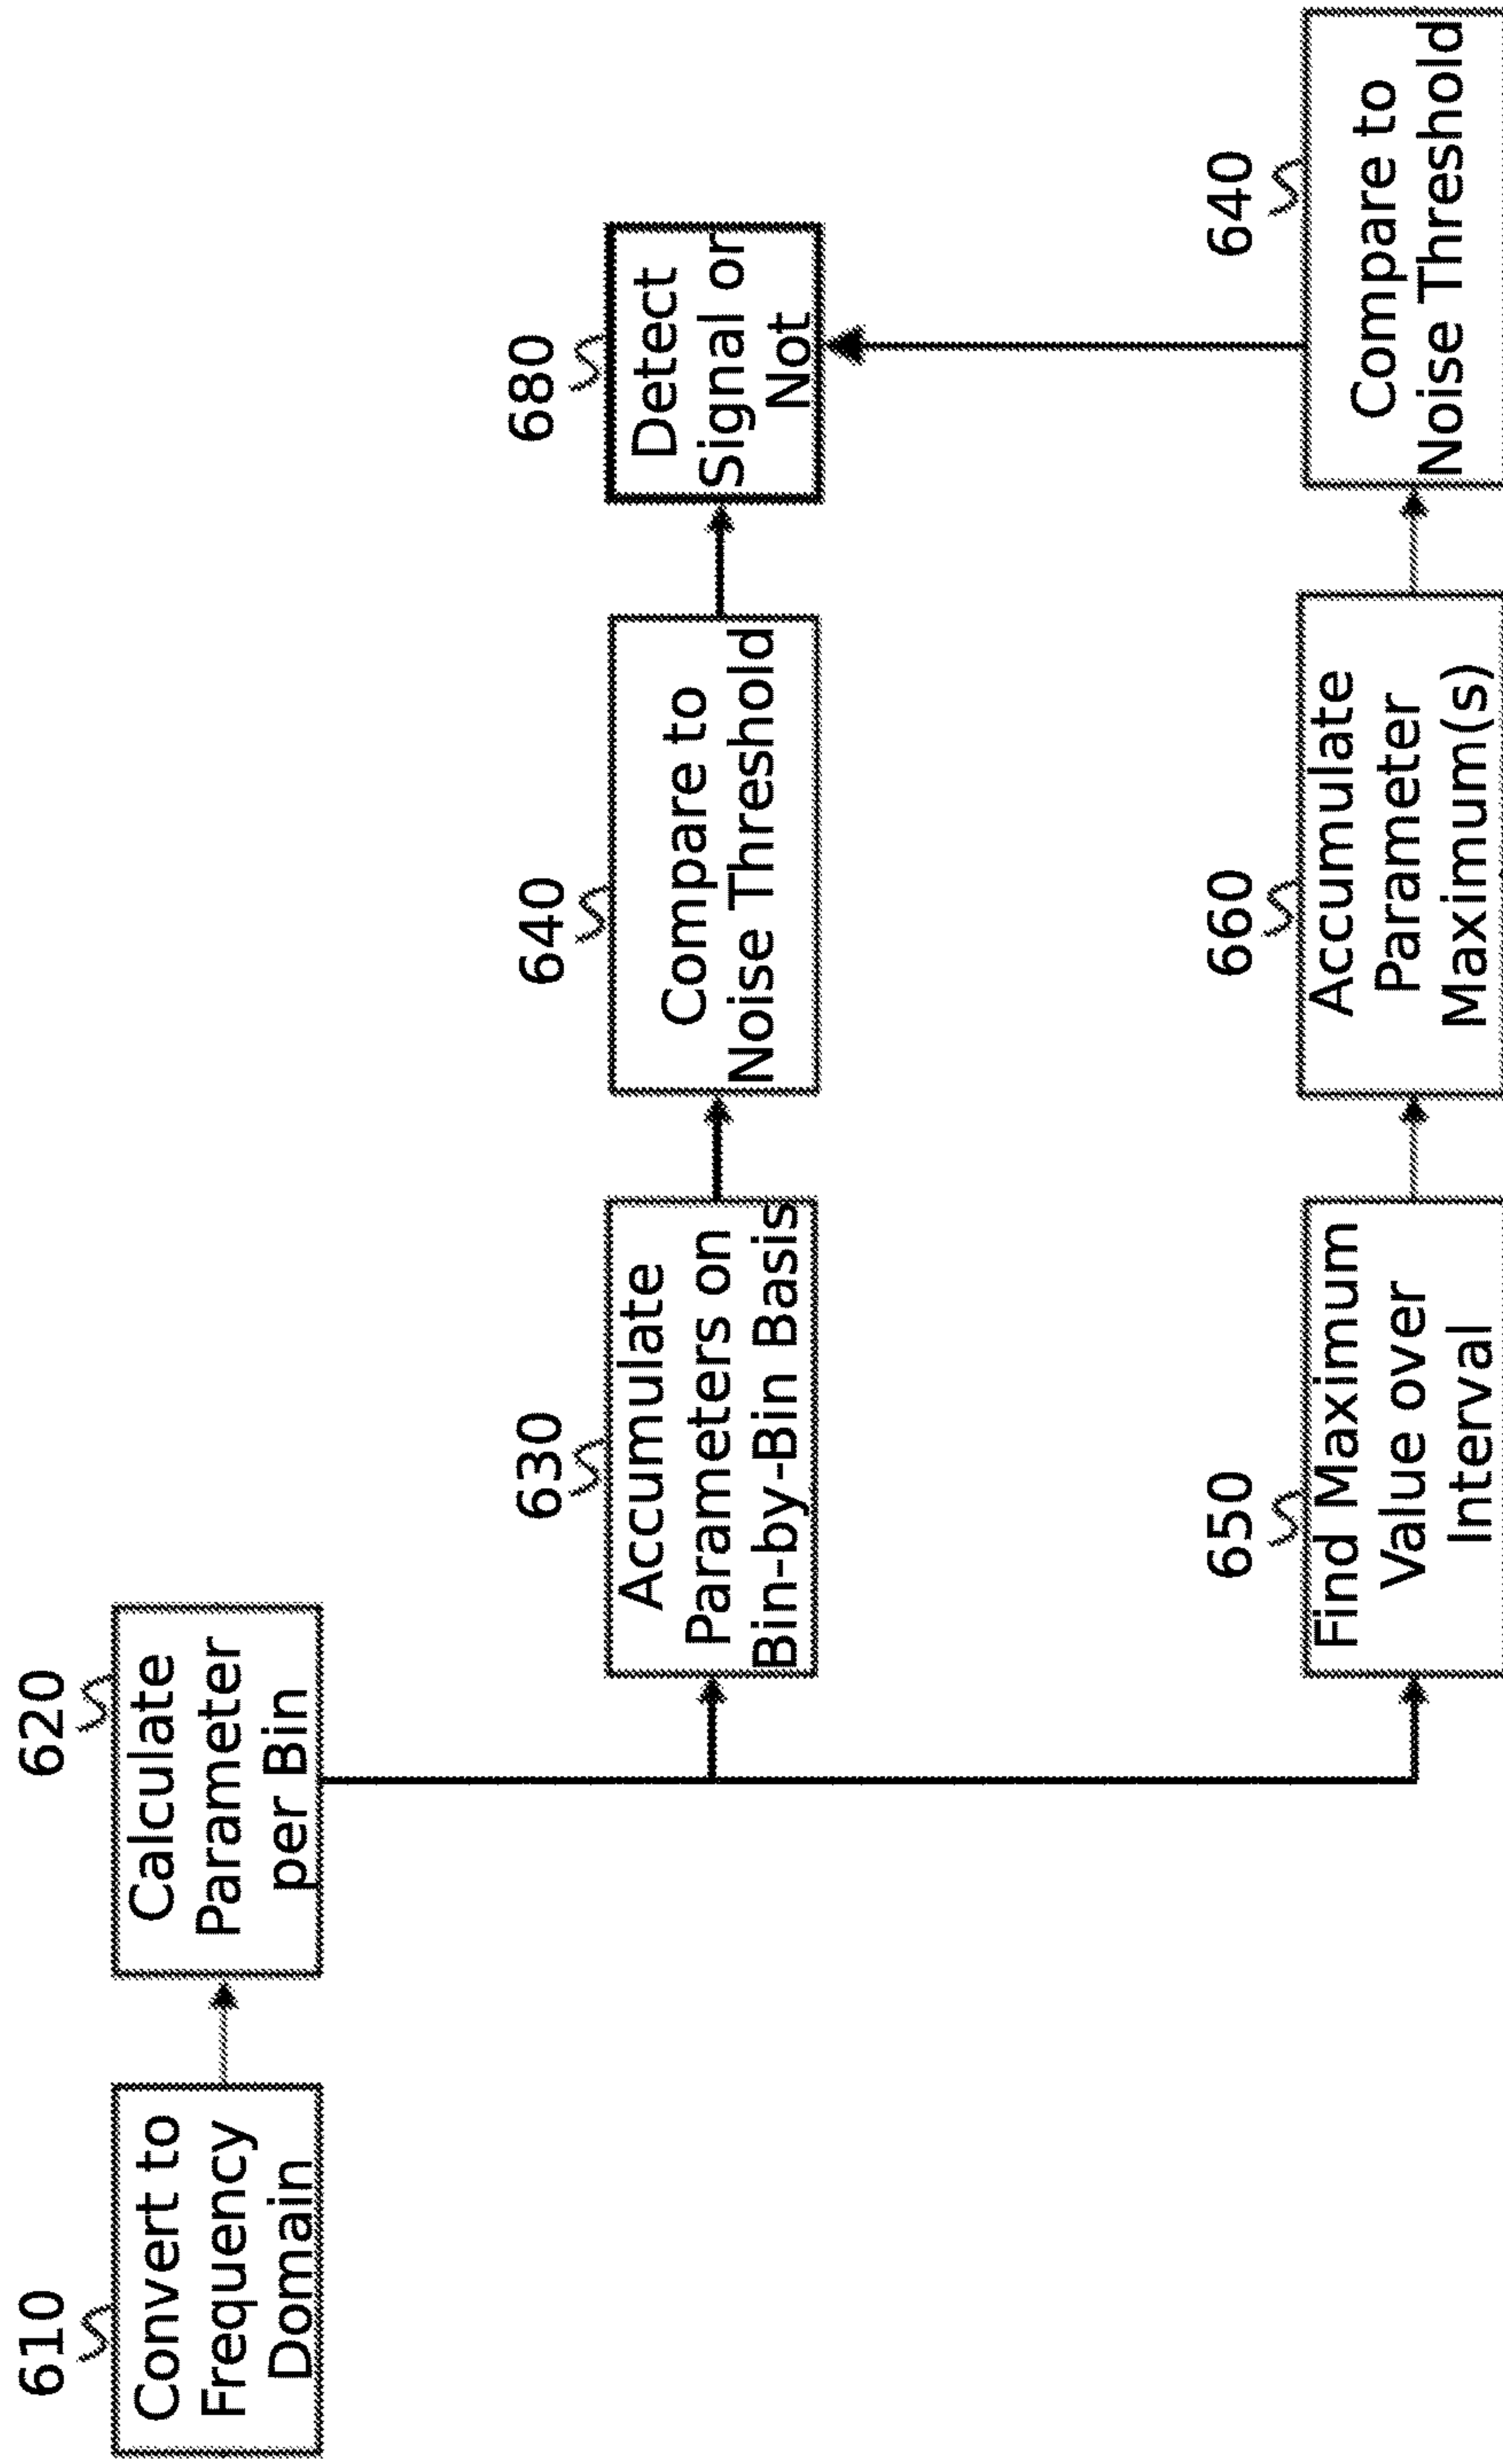 610
Convert to
Frequency
Domain
620
Calculate
Parameter
per Bin
630
Accumulate
Parameters on
Bin-by-Bin Basis
640
Compare to
Noise Threshold
680
Detect
Signal or
Not
650
Find Maximum
Value over
Interval
660
Accumulate
Parameter
Maximum(s)
640
Compare to
Noise Threshold